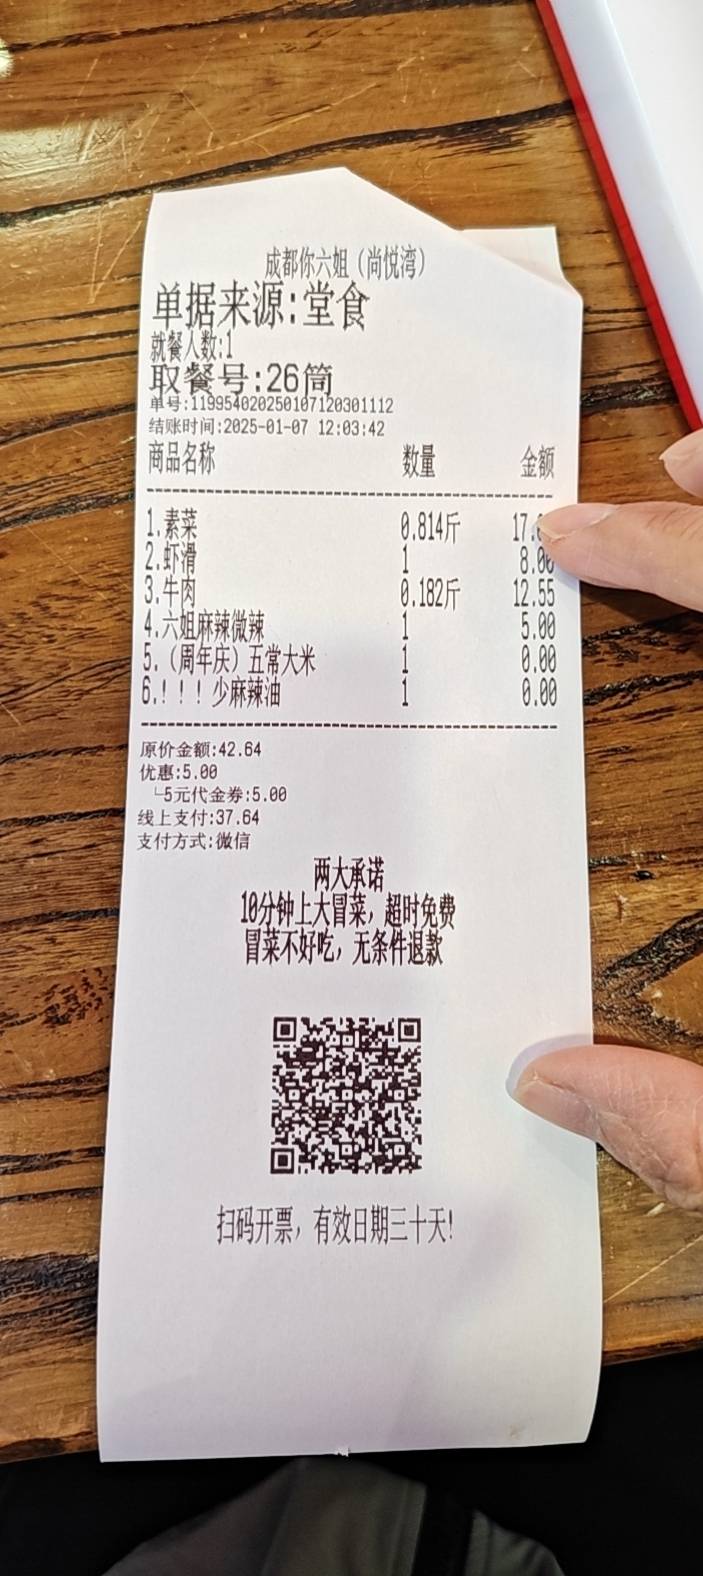 成都你六姐（尚悦湾）
单据来源:堂食
就餐人数:1
取餐号:26筒
单号:119954020250107120301112
结账时间:2025-01-07 12:03:42
商品名称 数量 金额
1.素菜 0.814斤
2.虾滑 1 8.00
3.牛肉 0.182斤 12.55
4.六姐麻辣微辣 1 5.00
5.（周年庆）五常大米 1 0.00
6.！！！少麻辣油 1 0.00
原价金额:42.64
优惠:5.00
└5元代金券:5.00
线上支付:37.64
支付方式:微信
两大承诺
10分钟上大冒菜，超时免费
冒菜不好吃，无条件退款
扫码开票，有效日期三十天!